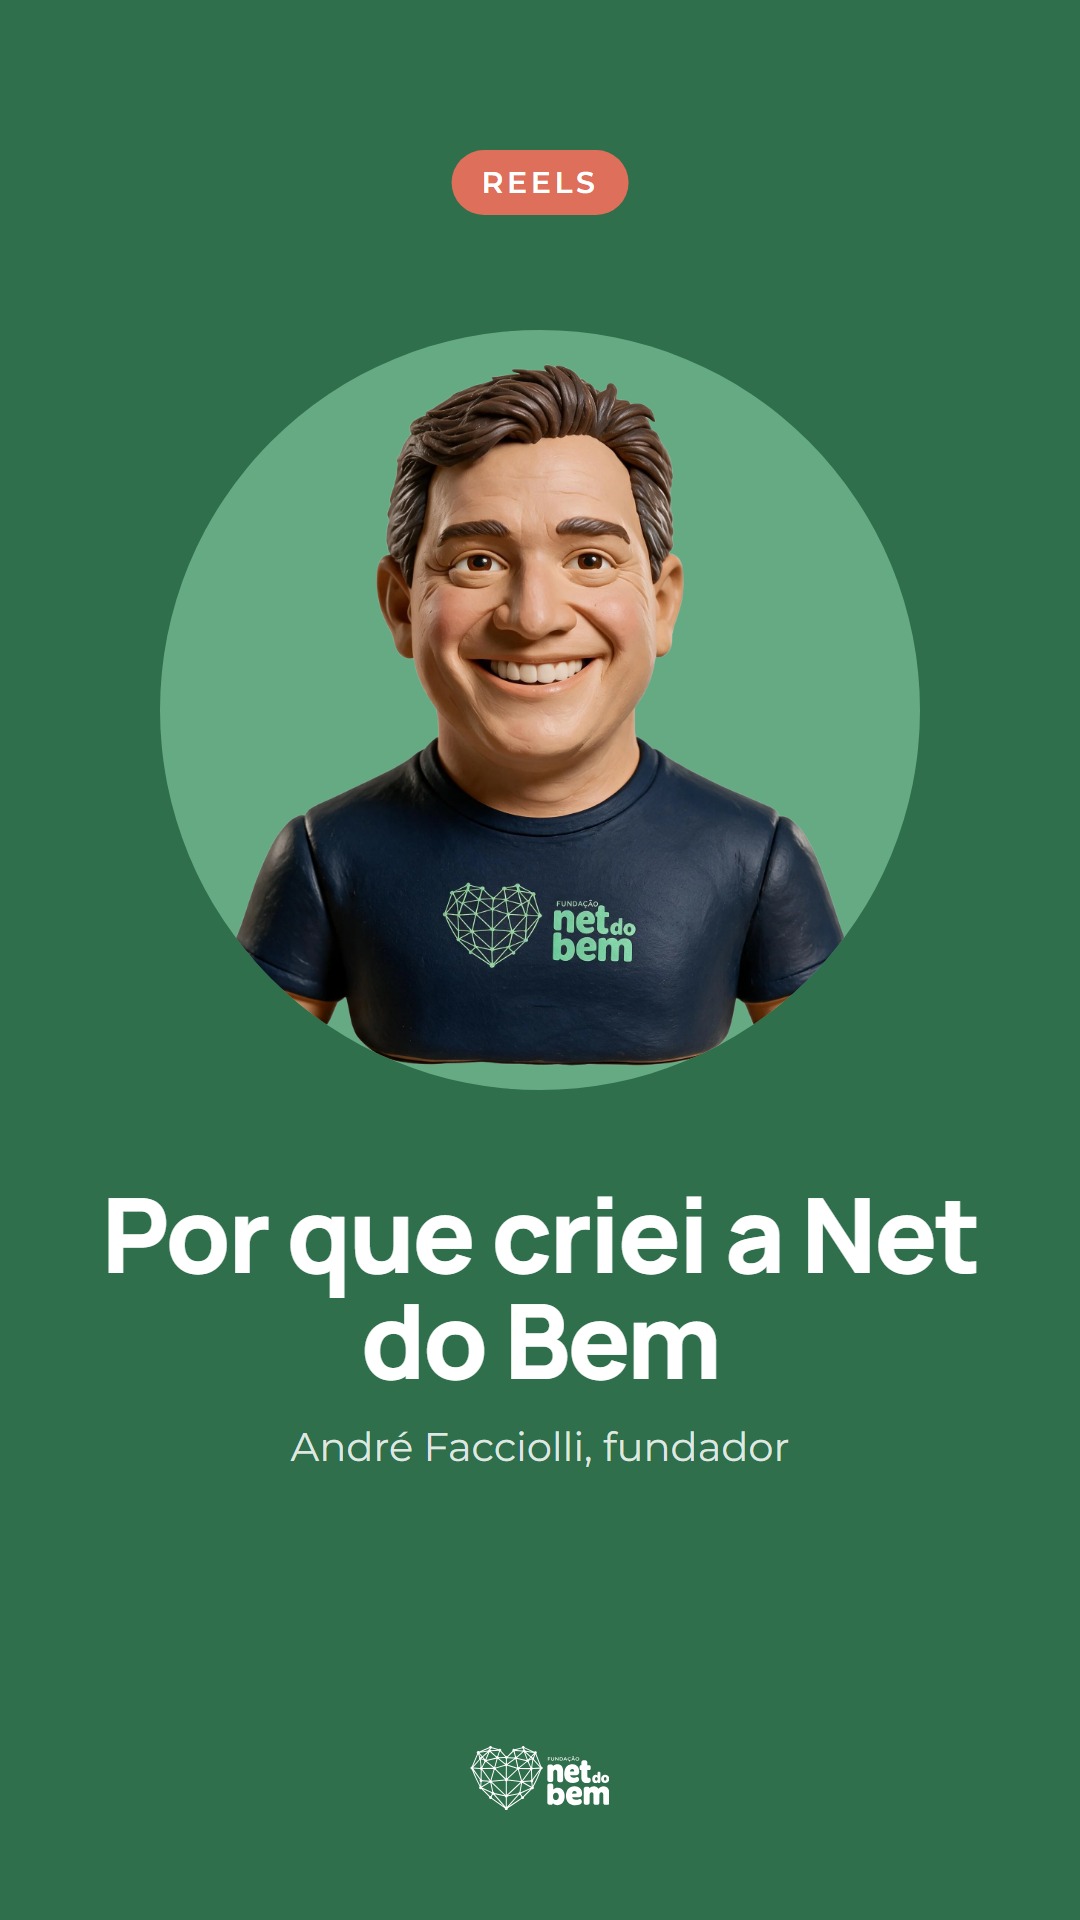 REELS
FUNDAÇÃO
net do
bem
Por que criei a Net
do Bem
André Facciolli, fundador
FUNDAÇÃO
net do
bem